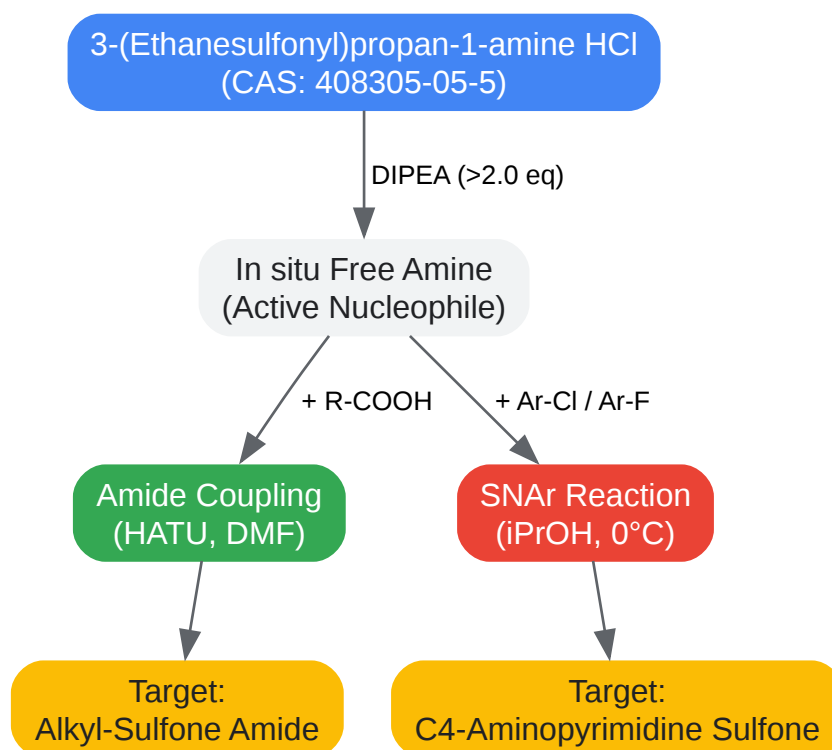 3-(Ethanesulfonyl)propan-1-amine HCl
(CAS: 408305-05-5)
DIPEA (>2.0 eq)
In situ Free Amine
(Active Nucleophile)
+ R-COOH
+ Ar-Cl / Ar-F
Amide Coupling
(HATU, DMF)
SNAr Reaction
(iPrOH, 0°C)
Target:
Alkyl-Sulfone Amide
Target:
C4-Aminopyrimidine Sulfone